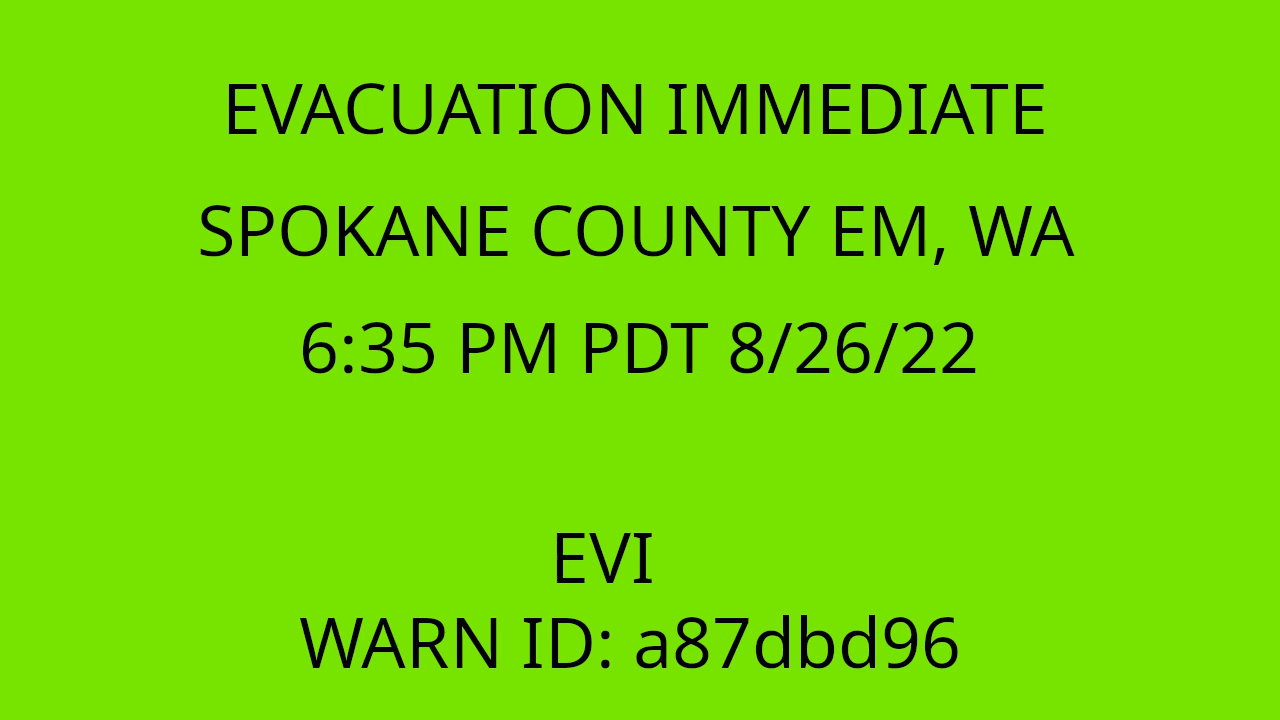 EVACUATION IMMEDIATE
SPOKANE COUNTY EM, WA
6:35 PM PDT 8/26/22
EVI
WARN ID: a87dbd96